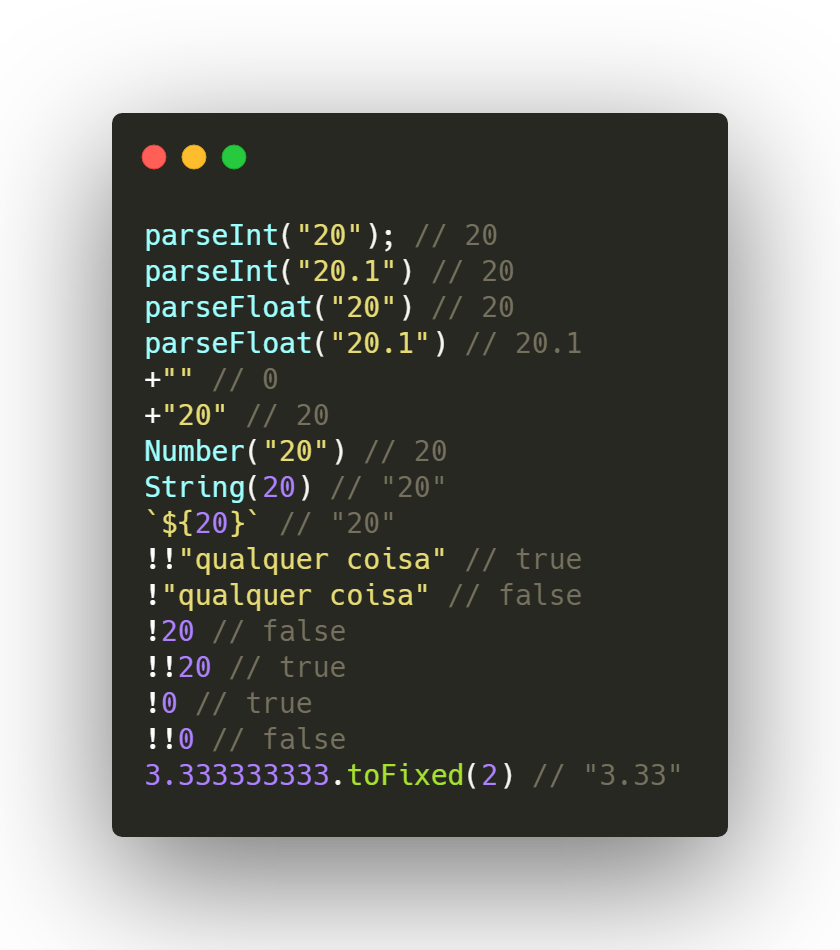 parseInt("20"); // 20
parseInt("20.1") // 20
parseFloat("20") // 20
parseFloat("20.1") // 20.1
+"" // 0
+"20" // 20
Number("20") // 20
String(20) // "20"
`${20}` // "20"
!!"qualquer coisa" // true
!"qualquer coisa" // false
!20 // false
!!20 // true
!0 // true
!!0 // false
3.333333333.toFixed(2) // "3.33"